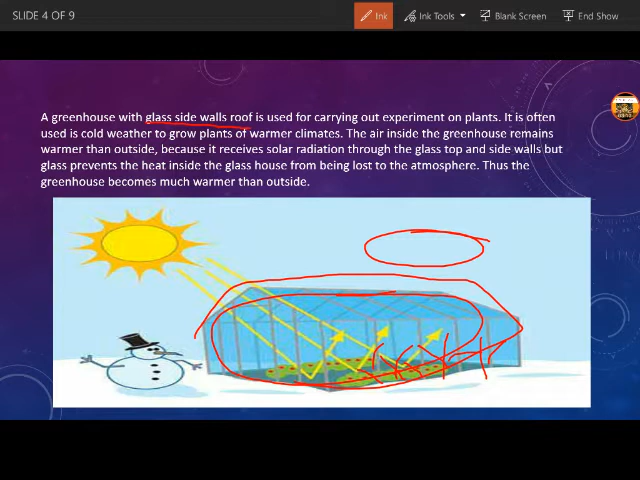 SLIDE 4 OF 9
Ink
Ink Tools
Blank Screen
End Show
A greenhouse with glass side walls roof is used for carrying out experiment on plants. It is often
used is cold weather to grow plants of warmer climates. The air inside the greenhouse remains
warmer than outside, because it receives solar radiation through the glass top and side walls but
glass prevents the heat inside the glass house from being lost to the atmosphere. Thus the
greenhouse becomes much warmer than outside.